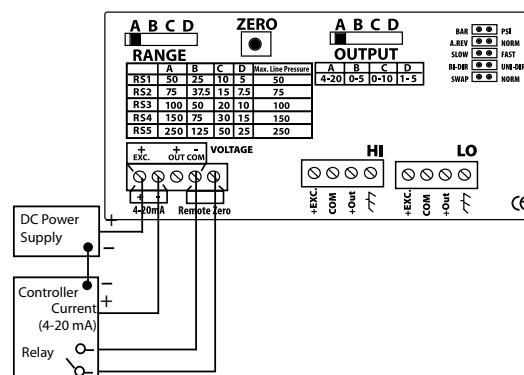 A B C D
ZERO
A B C D
RANGE
OUTPUT
BAR PSI
A.REV NORM
SLOW FAST
BI-DIR UNI-DIR
SWAP NORM
A B C D Max. Line Pressure
RS1 50 25 10 5 50
RS2 75 37.5 15 7.5 75
RS3 100 50 20 10 100
RS4 150 75 30 15 150
RS5 250 125 50 25 250
A B C D
4-20 0-5 0-10 1-5
+ + -
EXC. OUT COM
VOLTAGE
+ -
4-20mA Remote Zero
HI
+EXC.
COM
+Out
LO
+EXC.
COM
+Out
CE
DC Power
Supply
+
-
Controller
Current
(4-20 mA)
-
+
Relay